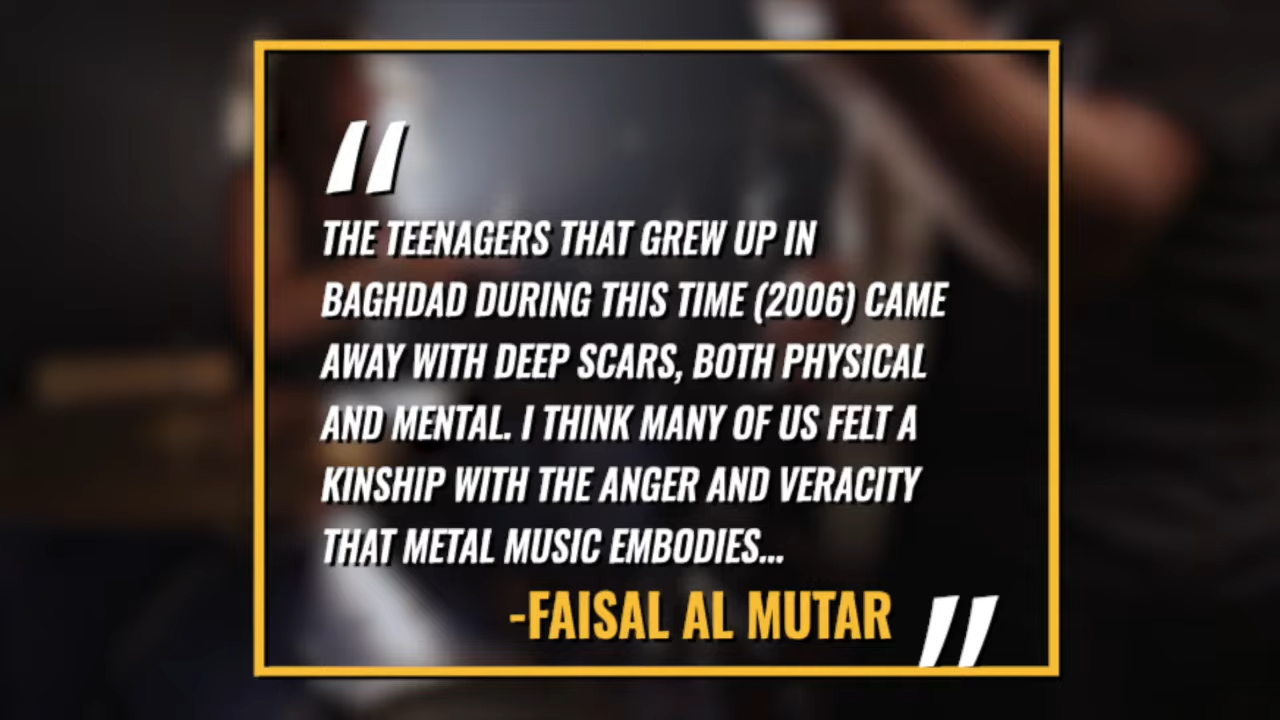 "
THE TEENAGERS THAT GREW UP IN
BAGHDAD DURING THIS TIME (2006) CAME
AWAY WITH DEEP SCARS, BOTH PHYSICAL
AND MENTAL. I THINK MANY OF US FELT A
KINSHIP WITH THE ANGER AND VERACITY
THAT METAL MUSIC EMBODIES...
-FAISAL AL MUTAR "